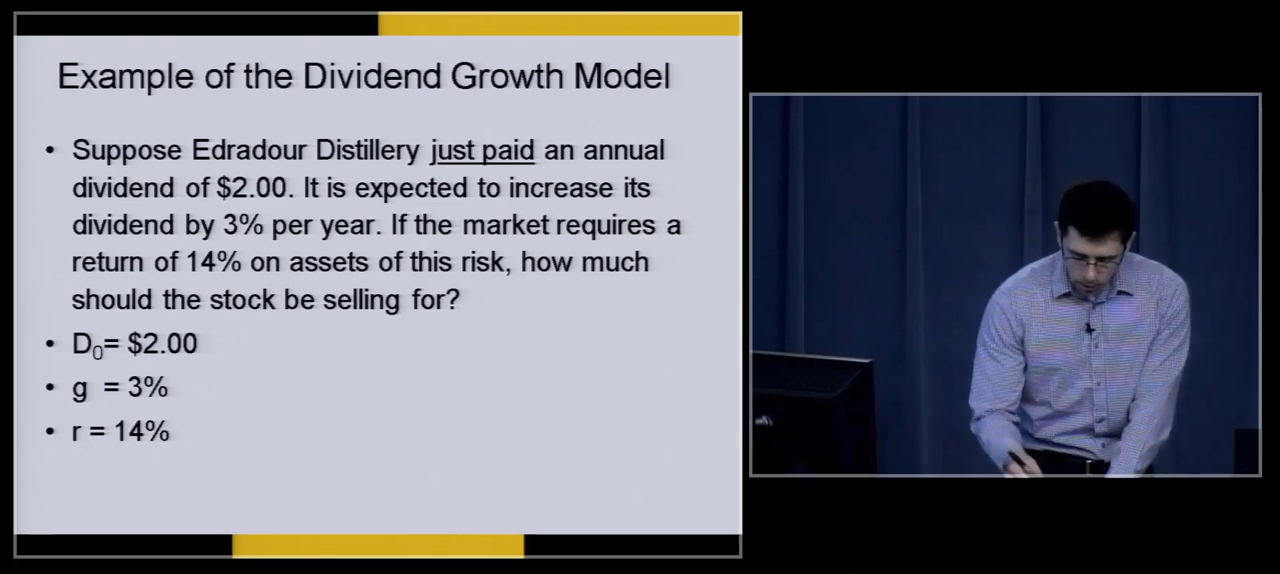 Example of the Dividend Growth Model
• Suppose Edradour Distillery just paid an annual
dividend of $2.00. It is expected to increase its
dividend by 3% per year. If the market requires a
return of 14% on assets of this risk, how much
should the stock be selling for?
• D₀= $2.00
• g = 3%
• r = 14%